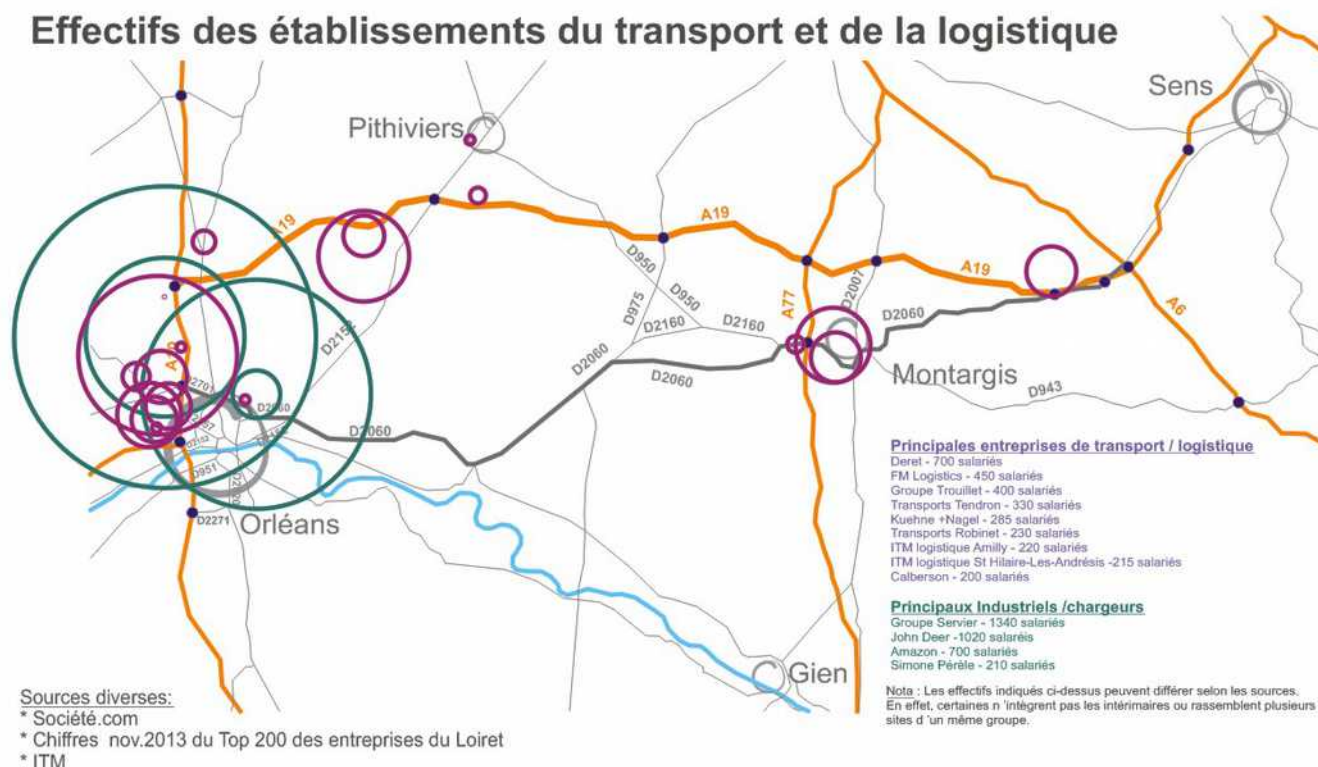 Effectifs des établissements du transport et de la logistique
Sens
Pithiviers
A19
A19
D950
D2007
A19
D975
D950
A77
D2060
A6
D2152
D2160
D2160
A10
D2060
D2060
Montargis
D943
D2701
D2060
D2060
D2152
D951
Orléans
D2271
Principales entreprises de transport / logistique
Deret - 700 salariés
FM Logistics - 450 salariés
Groupe Trouillet - 400 salariés
Transports Tendron - 330 salariés
Kuehne +Nagel - 285 salariés
Transports Robinet - 230 salariés
ITM logistique Amilly - 220 salariés
ITM logistique St Hilaire-Les-Andrésis -215 salariés
Calberson - 200 salariés
Principaux Industriels /chargeurs
Groupe Servier - 1340 salariés
John Deer -1020 salaréis
Amazon - 700 salariés
Simone Pérèle - 210 salariés
Gien
Nota : Les effectifs indiqués ci-dessus peuvent différer selon les sources.
En effet, certaines n 'intègrent pas les intérimaires ou rassemblent plusieurs
sites d 'un même groupe.
Sources diverses:
* Société.com
* Chiffres nov.2013 du Top 200 des entreprises du Loiret
* ITM